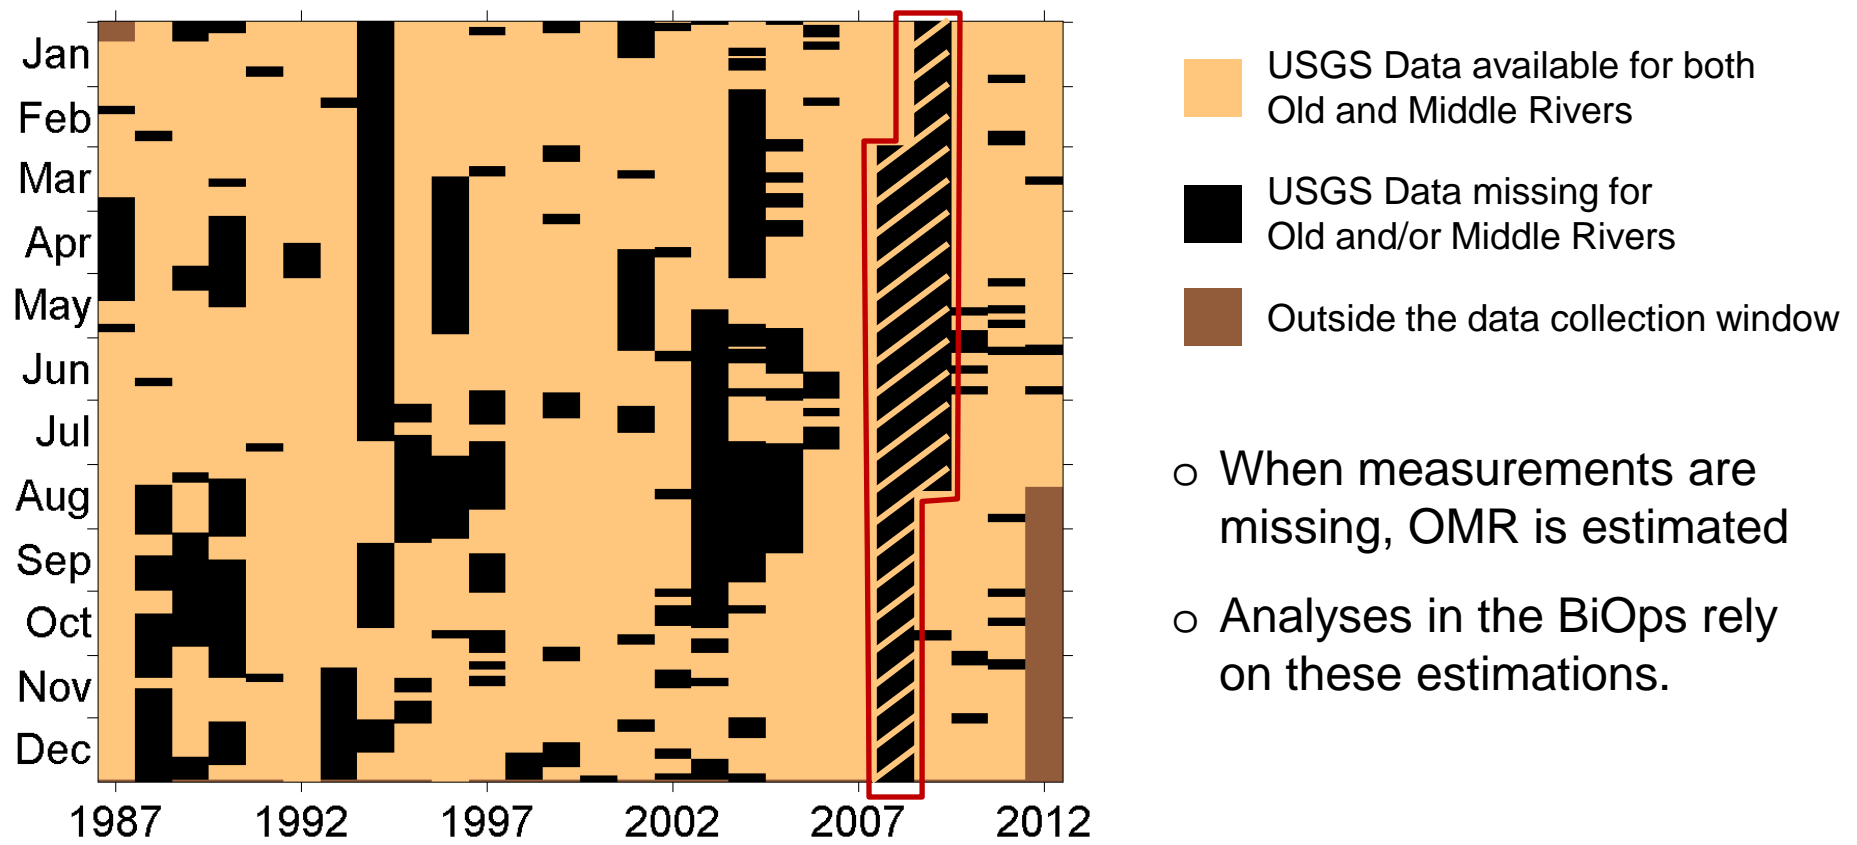 Jan
Feb
Mar
Apr
May
Jun
Jul
Aug
Sep
Oct
Nov
Dec
1987 1992 1997 2002 2007 2012
USGS Data available for both
Old and Middle Rivers
USGS Data missing for
Old and/or Middle Rivers
Outside the data collection window
o When measurements are
missing, OMR is estimated
o Analyses in the BiOps rely
on these estimations.